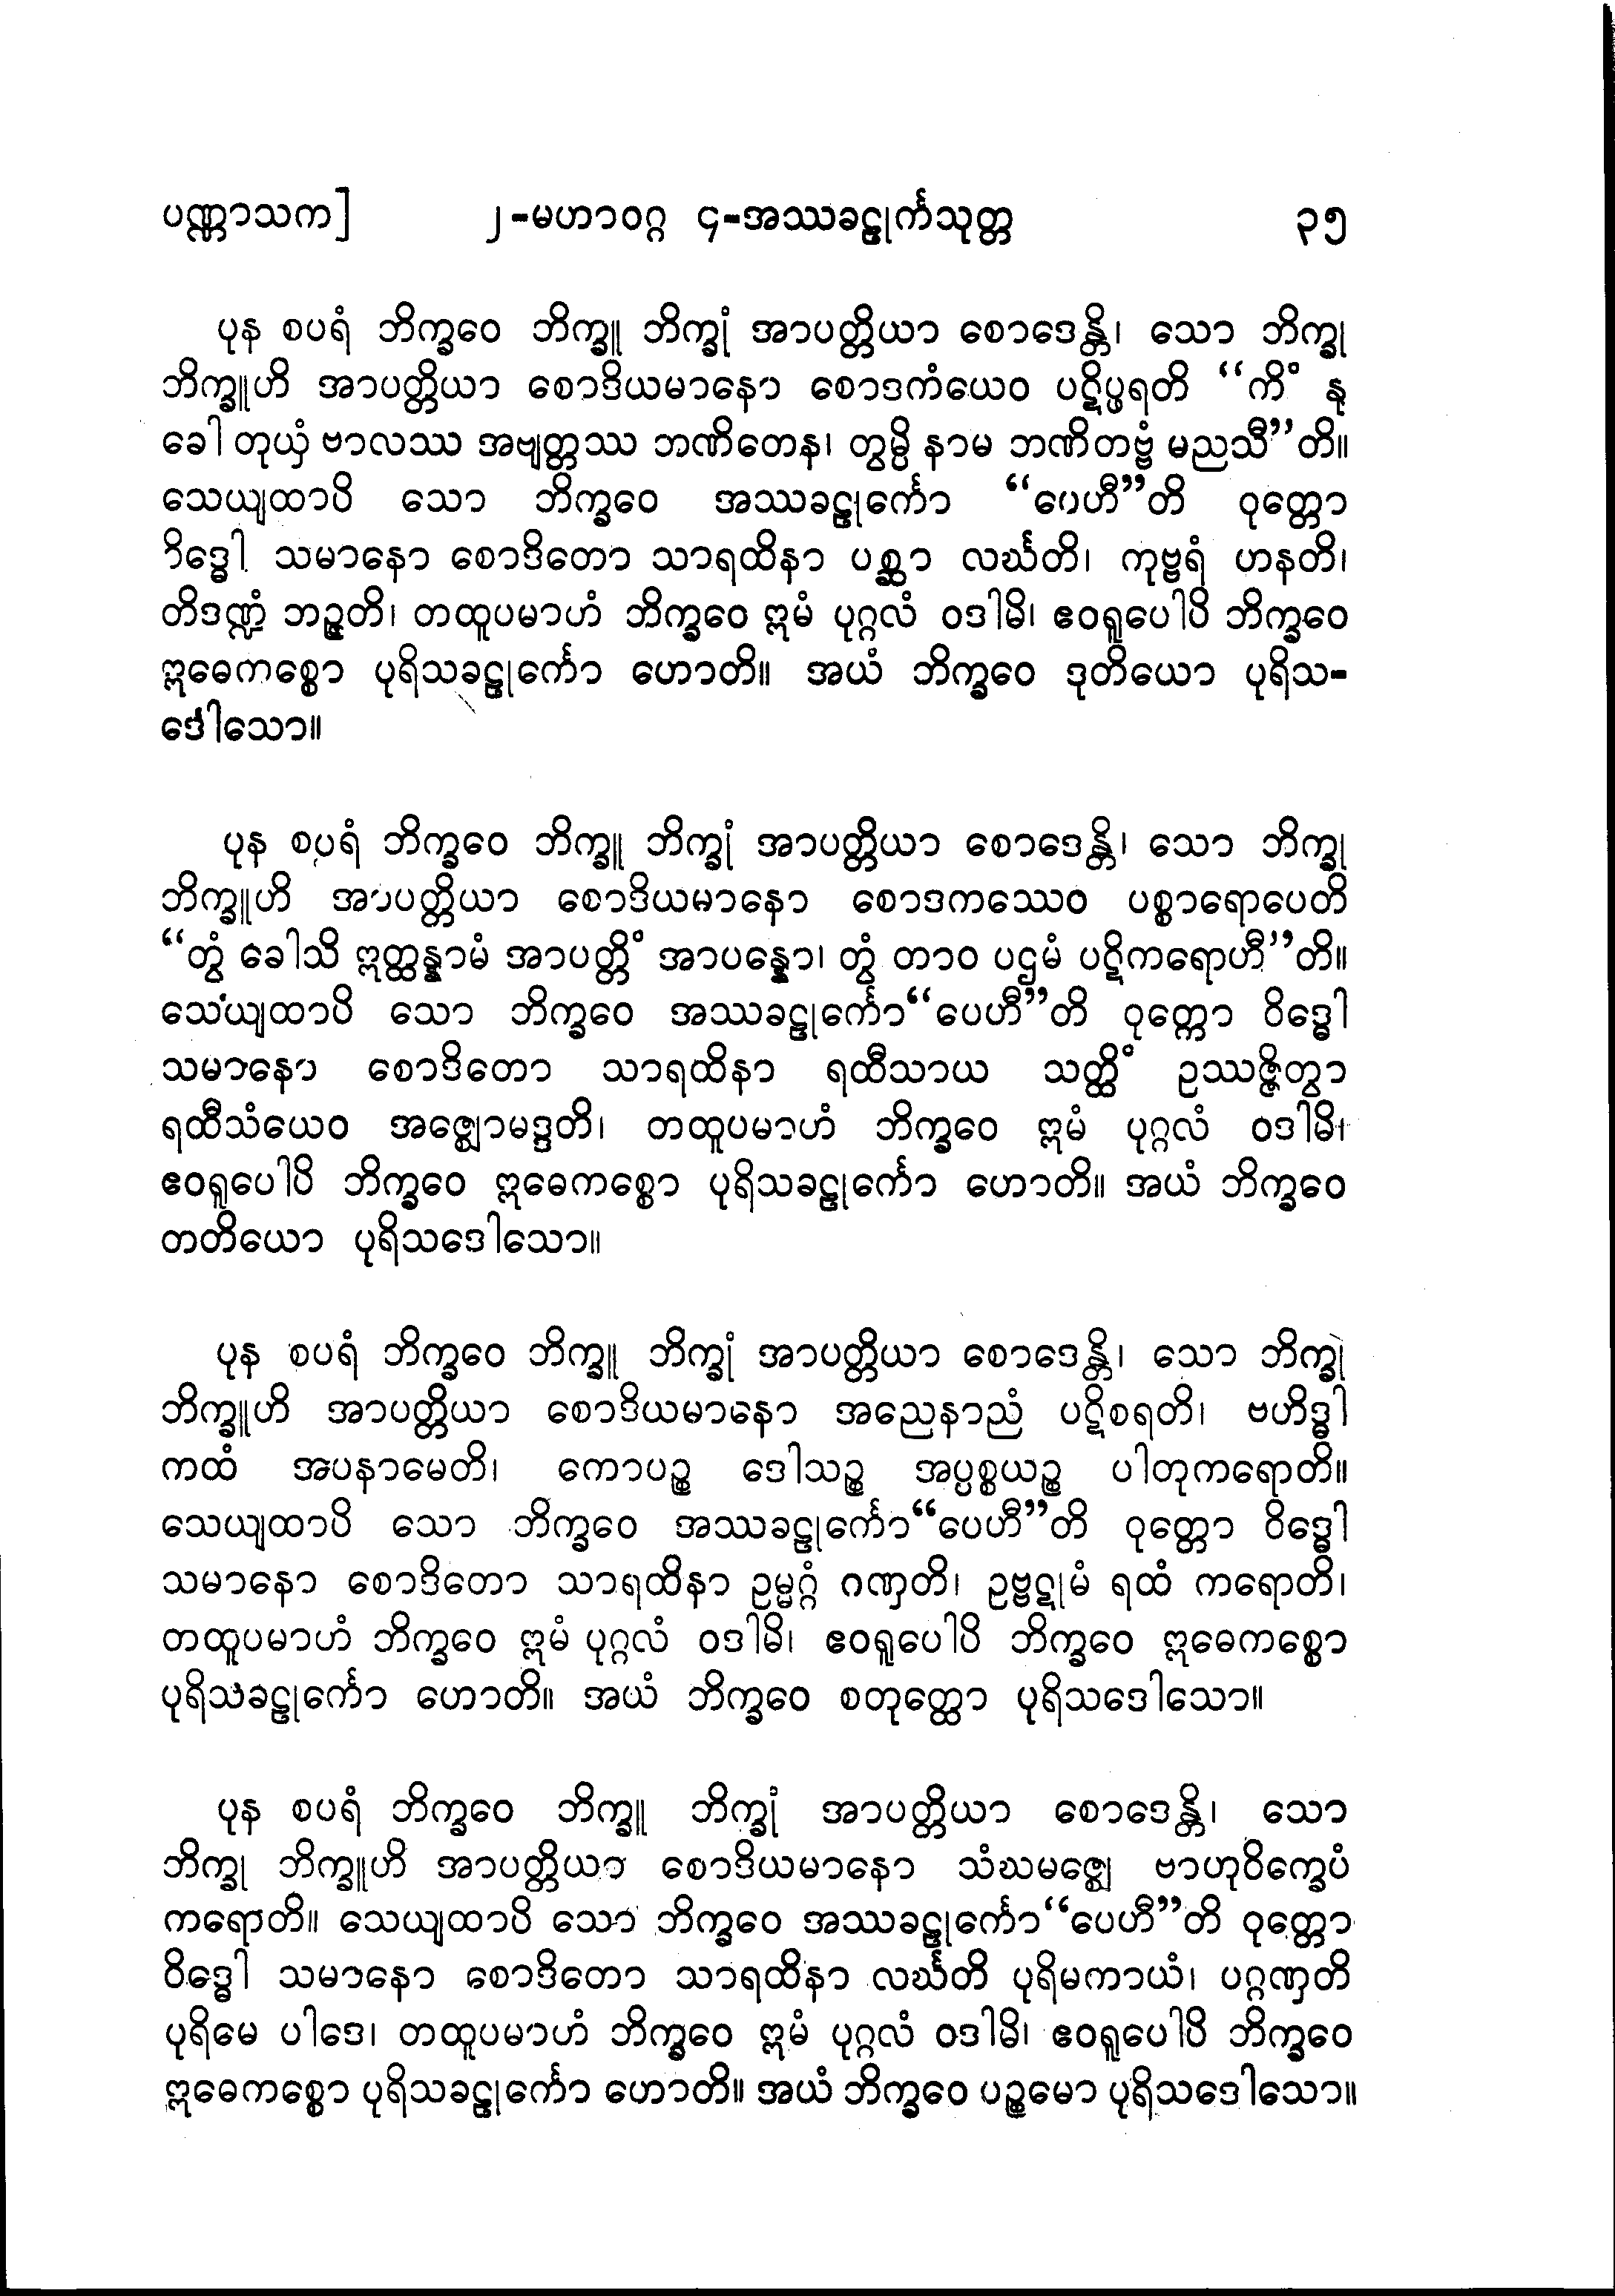 ပဏ္ဏာသက] ၂-မဟာဝဂ္ဂ ၄-အဿခဠုင်္ကသုတ္တ ၃၅
ပုန စပရံ ဘိက္ခဝေ ဘိက္ခူ ဘိက္ခုံ အာပတ္တိယာ စောဒေန္တိ၊ သော ဘိက္ခု
ဘိက္ခူဟိ အာပတ္တိယာ စောဒိယမာနော စောဒကံယေဝ ပဋိပ္ဖရတိ “ကိံ နု
ခေါ တုယှံ ဗာလဿ အဗျတ္တဿ ဘဏိတေန၊ တွမ္ပိ နာမ ဘဏိတဗ္ဗံ မညသီ”တိ။
သေယျထာပိ သော ဘိက္ခဝေ အဿခဠုင်္ကော “ပေဟီ”တိ ဝုတ္တော
ဝိဒ္ဓေါ သမာနော စောဒိတော သာရထိနာ ပစ္ဆာ လင်္ဃတိ၊ ကုဗ္ဗရံ ဟနတိ၊
တိဒဏ္ဍံ ဘဉ္ဇတိ၊ တထူပမာဟံ ဘိက္ခဝေ ဣမံ ပုဂ္ဂလံ ဝဒါမိ၊ ဧဝရူပေါပိ ဘိက္ခဝေ
ဣဓေကစ္စော ပုရိသခဠုင်္ကော ဟောတိ။ အယံ ဘိက္ခဝေ ဒုတိယော ပုရိသ-
ဒေါသော။
ပုန စပရံ ဘိက္ခဝေ ဘိက္ခူ ဘိက္ခုံ အာပတ္တိယာ စောဒေန္တိ၊ သော ဘိက္ခု
ဘိက္ခူဟိ အာပတ္တိယာ စောဒိယမာနော စောဒကဿေဝ ပစ္စာရောပေတိ
“တွံ ခေါသိ ဣတ္ထန္နာမံ အာပတ္တိံ အာပန္နော၊ တွံ တာဝ ပဌမံ ပဋိကရောဟီ”တိ။
သေယျထာပိ သော ဘိက္ခဝေ အဿခဠုင်္ကော“ပေဟီ”တိ ဝုတ္တော ဝိဒ္ဓေါ
သမာနော စောဒိတော သာရထိနာ ရထီသာယ သတ္ထိံ ဥဿဇ္ဇိတွာ
ရထီသံယေဝ အဇ္ဈောမဒ္ဒတိ၊ တထူပမာဟံ ဘိက္ခဝေ ဣမံ ပုဂ္ဂလံ ဝဒါမိ၊
ဧဝရူပေါပိ ဘိက္ခဝေ ဣဓေကစ္စော ပုရိသခဠုင်္ကော ဟောတိ။ အယံ ဘိက္ခဝေ
တတိယော ပုရိသဒေါသော။
ပုန စပရံ ဘိက္ခဝေ ဘိက္ခူ ဘိက္ခုံ အာပတ္တိယာ စောဒေန္တိ၊ သော ဘိက္ခု
ဘိက္ခူဟိ အာပတ္တိယာ စောဒိယမာနော အညေနာညံ ပဋိစရတိ၊ ဗဟိဒ္ဓါ
ကထံ အပနာမေတိ၊ ကောပဉ္စ ဒေါသဉ္စ အပ္ပစ္စယဉ္စ ပါတုကရောတိ။
သေယျထာပိ သော ဘိက္ခဝေ အဿခဠုင်္ကော“ပေဟီ”တိ ဝုတ္တော ဝိဒ္ဓေါ
သမာနော စောဒိတော သာရထိနာ ဥမ္မဂ္ဂံ ဂဏှတိ၊ ဥဗ္ဗဋုမံ ရထံ ကရောတိ၊
တထူပမာဟံ ဘိက္ခဝေ ဣမံ ပုဂ္ဂလံ ဝဒါမိ၊ ဧဝရူပေါပိ ဘိက္ခဝေ ဣဓေကစ္စော
ပုရိသခဠုင်္ကော ဟောတိ။ အယံ ဘိက္ခဝေ စတုတ္ထော ပုရိသဒေါသော။
ပုန စပရံ ဘိက္ခဝေ ဘိက္ခူ ဘိက္ခုံ အာပတ္တိယာ စောဒေန္တိ၊ သော
ဘိက္ခု ဘိက္ခူဟိ အာပတ္တိယာ စောဒိယမာနော သံဃမဇ္ဈေ ဗာဟုဝိက္ခေပံ
ကရောတိ။ သေယျထာပိ သော ဘိက္ခဝေ အဿခဠုင်္ကော“ပေဟီ”တိ ဝုတ္တော
ဝိဒ္ဓေါ သမာနော စောဒိတော သာရထိနာ လင်္ဃတိ ပုရိမကာယံ၊ ပဂ္ဂဏှတိ
ပုရိမေ ပါဒေ၊ တထူပမာဟံ ဘိက္ခဝေ ဣမံ ပုဂ္ဂလံ ဝဒါမိ၊ ဧဝရူပေါပိ ဘိက္ခဝေ
ဣဓေကစ္စော ပုရိသခဠုင်္ကော ဟောတိ။ အယံ ဘိက္ခဝေ ပဉ္စမော ပုရိသဒေါသော။